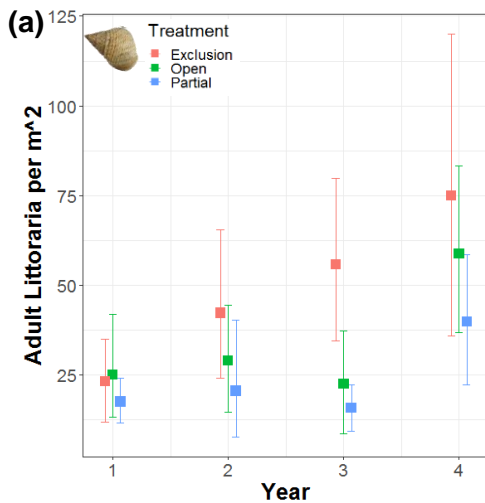 (a)
Treatment
Exclusion
Open
Partial
Adult Littoraria per m^2
125
100
75
50
25
1 2 3 4
Year